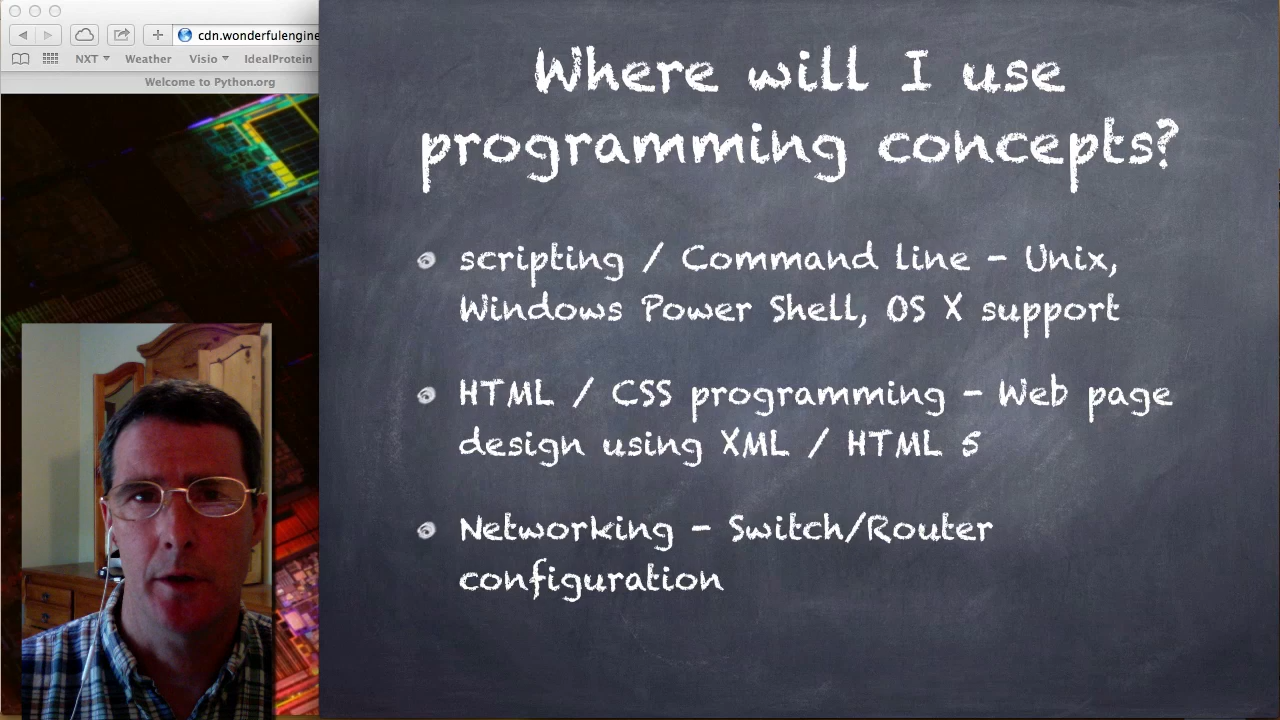 cdn.wonderfulengine
NXT Weather Visio IdealProtein
Welcome to Python.org
Where will I use
programming concepts?
scripting / Command line - Unix,
Windows Power Shell, OS X support
HTML / CSS programming - Web page
design using XML / HTML 5
Networking - Switch/Router
configuration